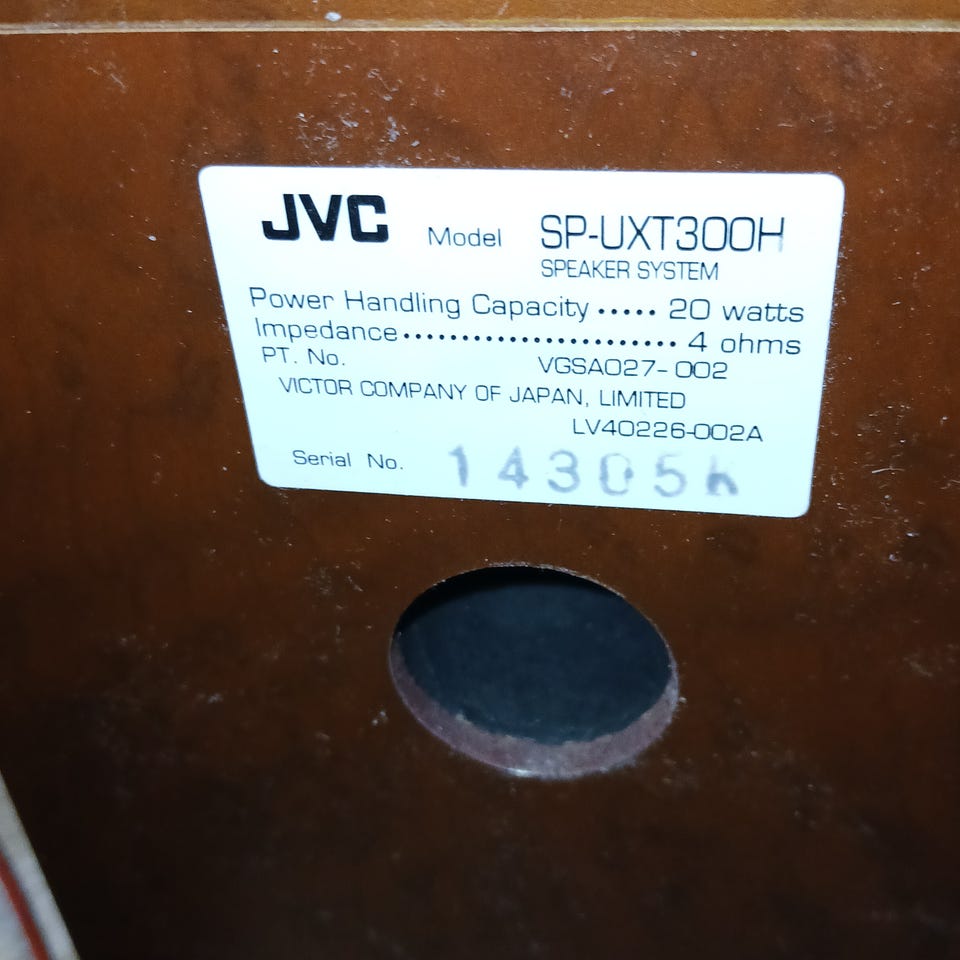 JVC Model SP-UXT300H
SPEAKER SYSTEM
Power Handling Capacity ····· 20 watts
Impedance ························ 4 ohms
PT. No. VGSA027-002
VICTOR COMPANY OF JAPAN, LIMITED
LV40226-002A
Serial No. 14305